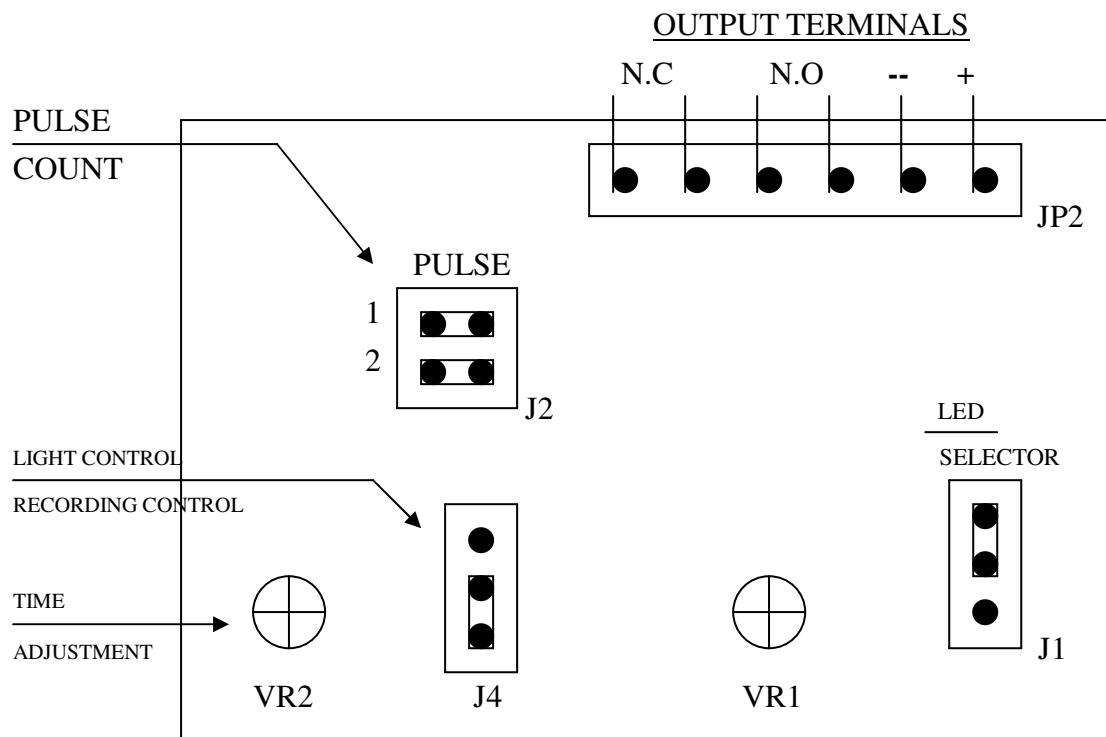 OUTPUT TERMINALS
N.C N.O -- +
PULSE
COUNT
JP2
PULSE
1
2
J2
LED
SELECTOR
LIGHT CONTROL
RECORDING CONTROL
TIME
ADJUSTMENT
J1
VR2 J4 VR1